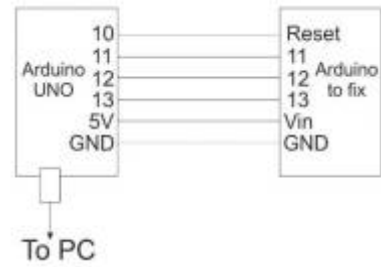 Arduino
UNO
10
11
12
13
5V
GND
Reset
11
12
13
Vin
GND
Arduino
to fix
To PC